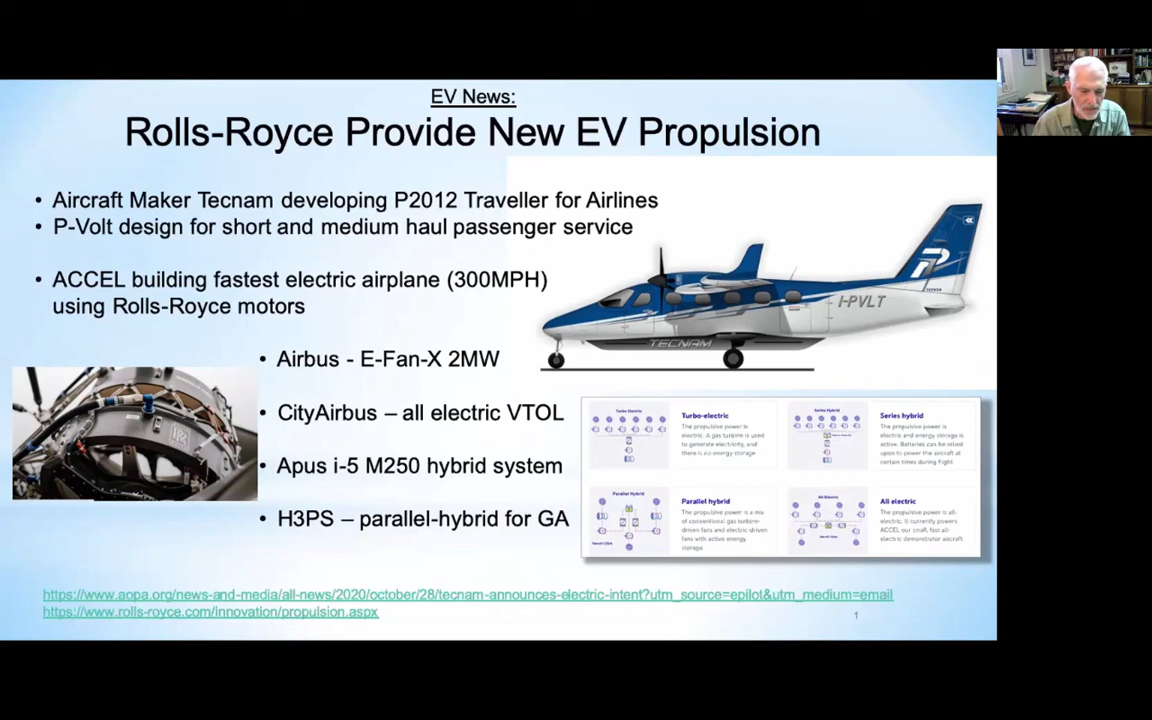 EV News:
Rolls-Royce Provide New EV Propulsion
• Aircraft Maker Tecnam developing P2012 Traveller for Airlines
• P-Volt design for short and medium haul passenger service
• ACCEL building fastest electric airplane (300MPH)
using Rolls-Royce motors
I-PVLT
TECNAM
• Airbus - E-Fan-X 2MW
• CityAirbus – all electric VTOL
• Apus i-5 M250 hybrid system
• H3PS – parallel-hybrid for GA
Turbo Electric
Turbo-electric
The propulsive power is
electric. A gas turbine is used
to generate electricity, and
there is no energy storage.
Series Hybrid
Series hybrid
The propulsive power is
electric and energy storage is
active. Batteries can be relied
upon to power the aircraft at
certain times during flight.
Parallel Hybrid
Parallel hybrid
The propulsive power is a mix
of conventional gas turbine-
driven fans and electric-driven
fans with active energy
storage.
All Electric
All electric
The propulsive power is all-
electric. It currently powers
ACCEL our small, fast all-
electric demonstrator aircraft.
https://www.aopa.org/news-and-media/all-news/2020/october/28/tecnam-announces-electric-intent?utm_source=epilot&utm_medium=email
https://www.rolls-royce.com/innovation/propulsion.aspx
1